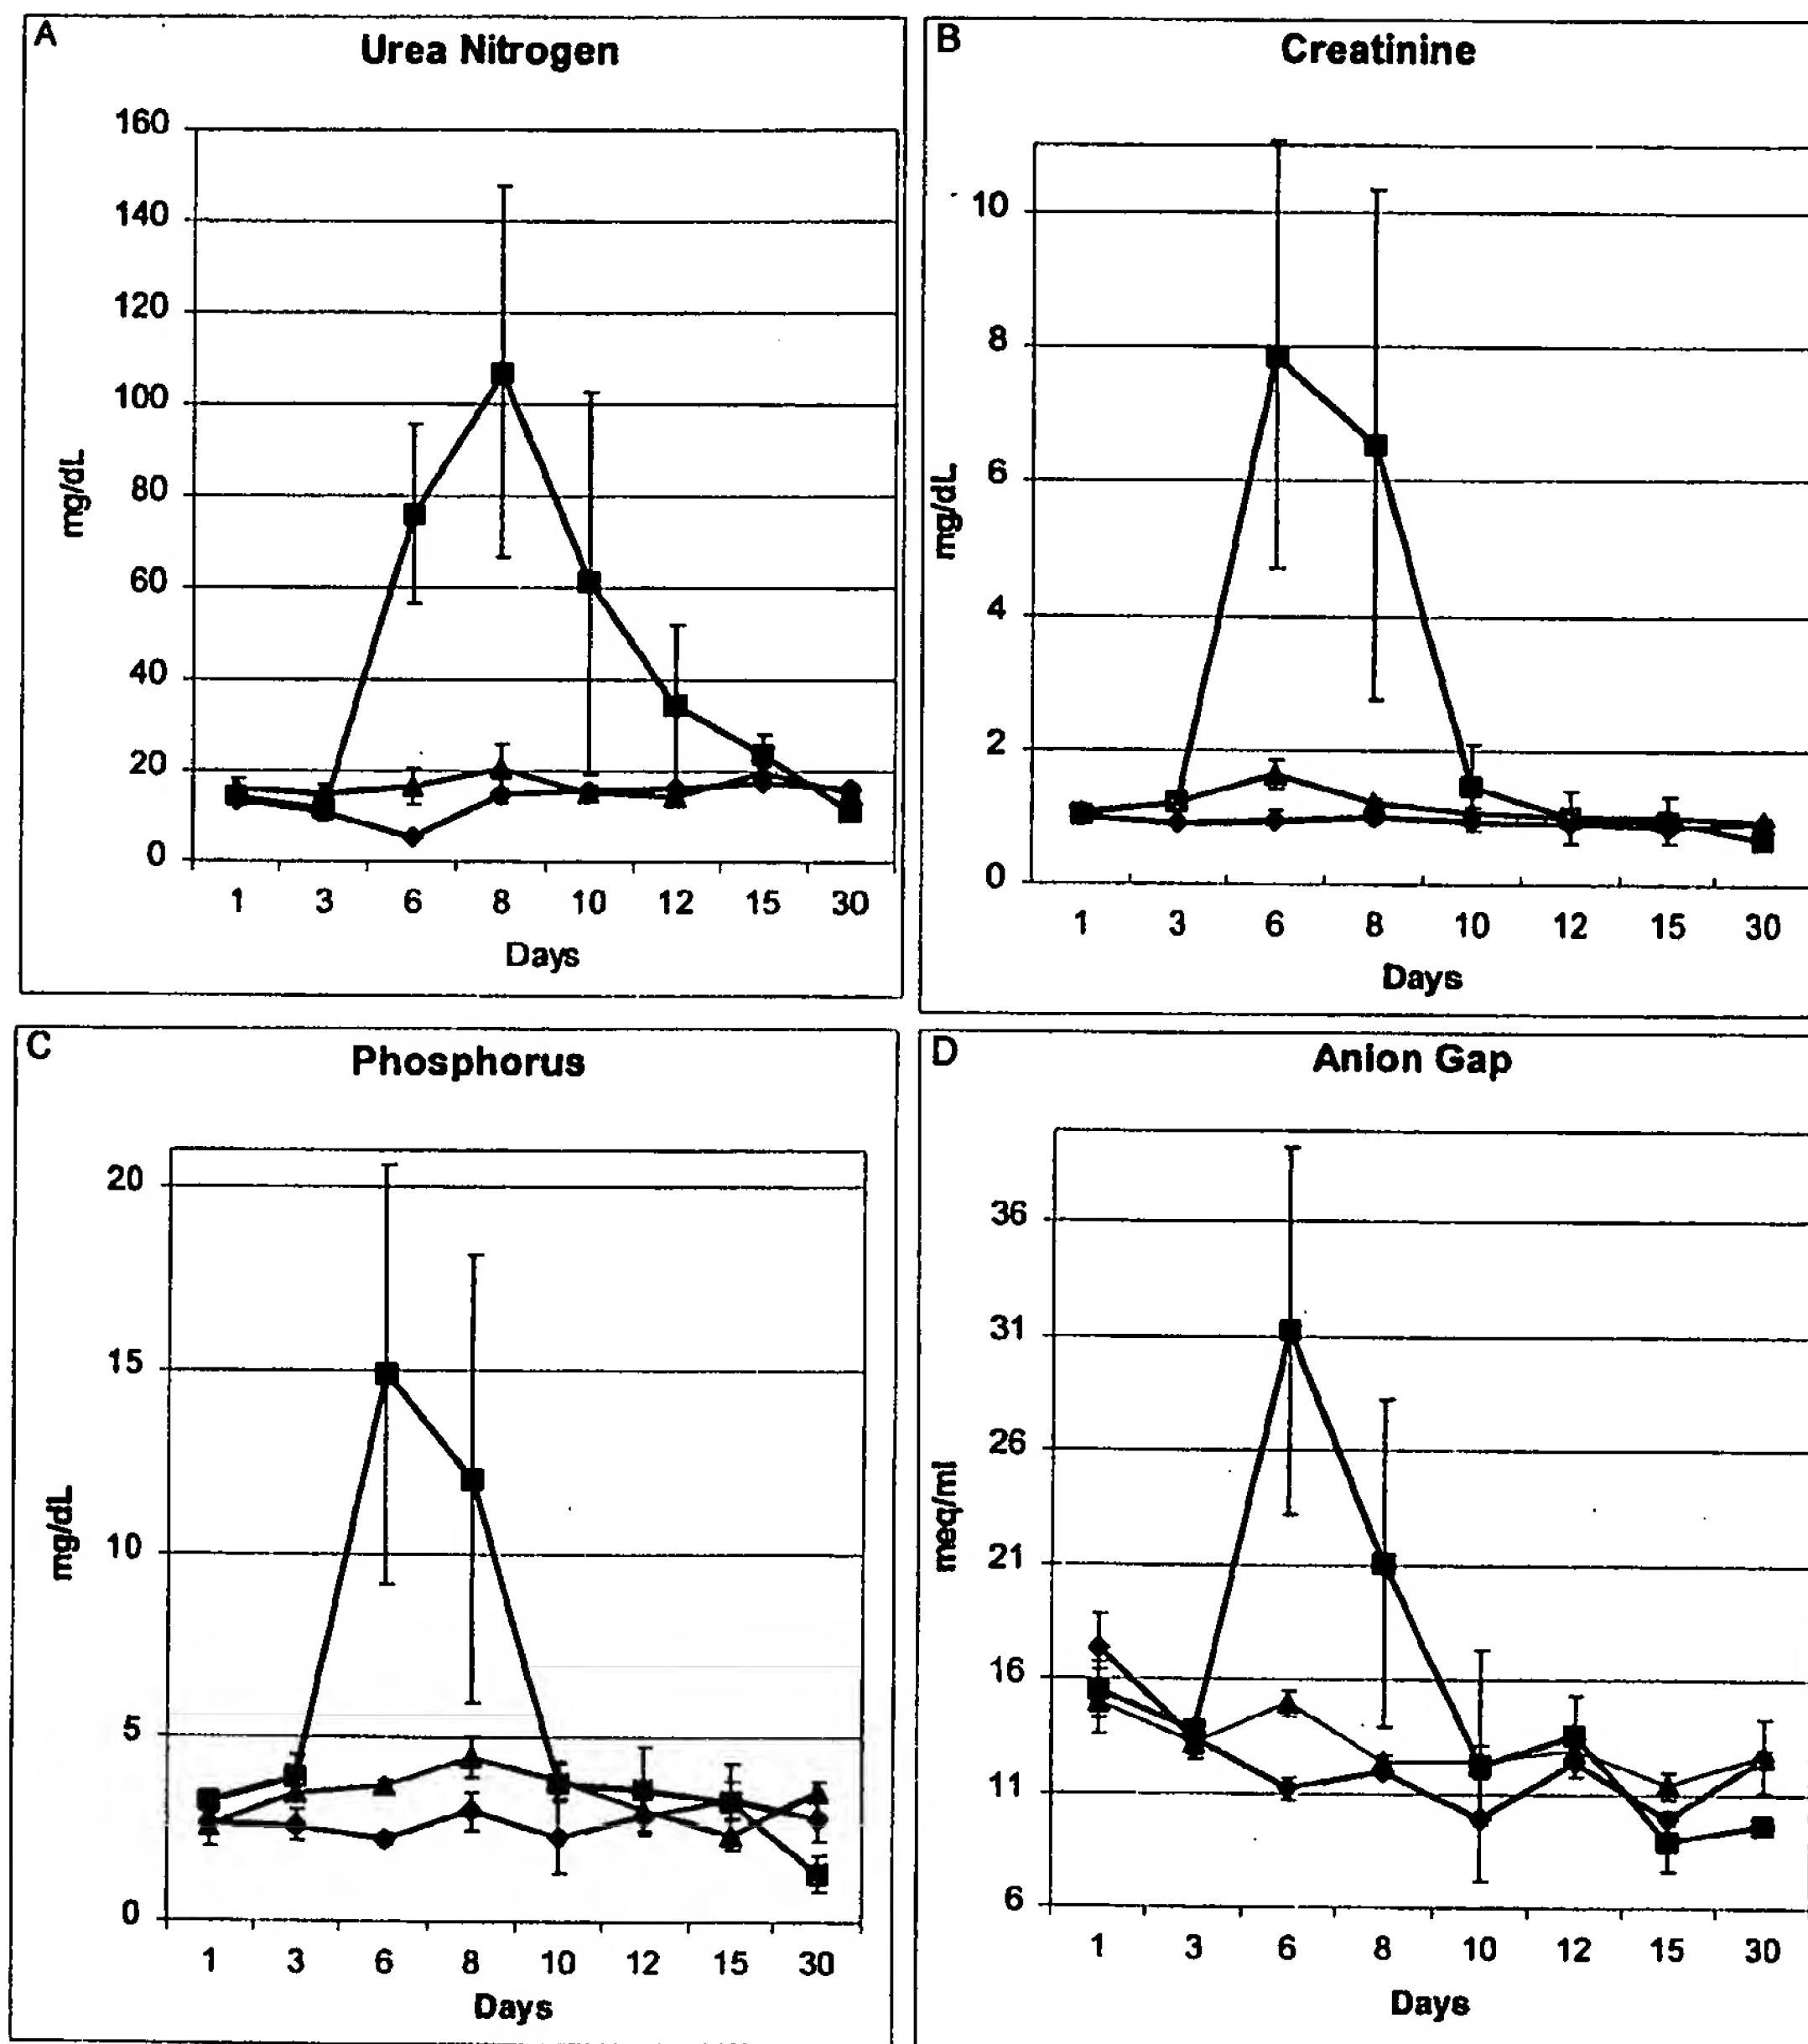 A Urea Nitrogen
160
140
120
100
80
60
40
20
0
mg/dL
1 3 6 8 10 12 15 30
Days
B Creatinine
10
8
6
4
2
0
mg/dL
1 3 6 8 10 12 15 30
Days
C Phosphorus
20
15
10
5
0
mg/dL
1 3 6 8 10 12 15 30
Days
D Anion Gap
36
31
26
21
16
11
6
meq/ml
1 3 6 8 10 12 15 30
Days